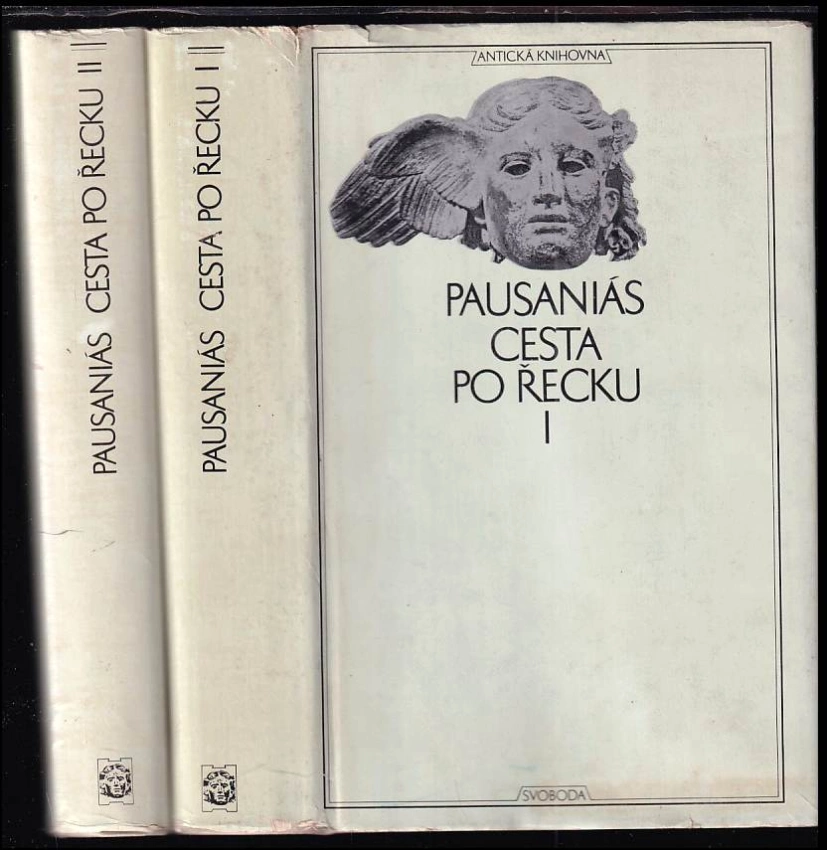 PAUSANIÁS CESTA PO ŘECKU II
PAUSANIÁS CESTA PO ŘECKU I
ANTICKÁ KNIHOVNA
PAUSANIÁS
CESTA
PO ŘECKU
I
SVOBODA